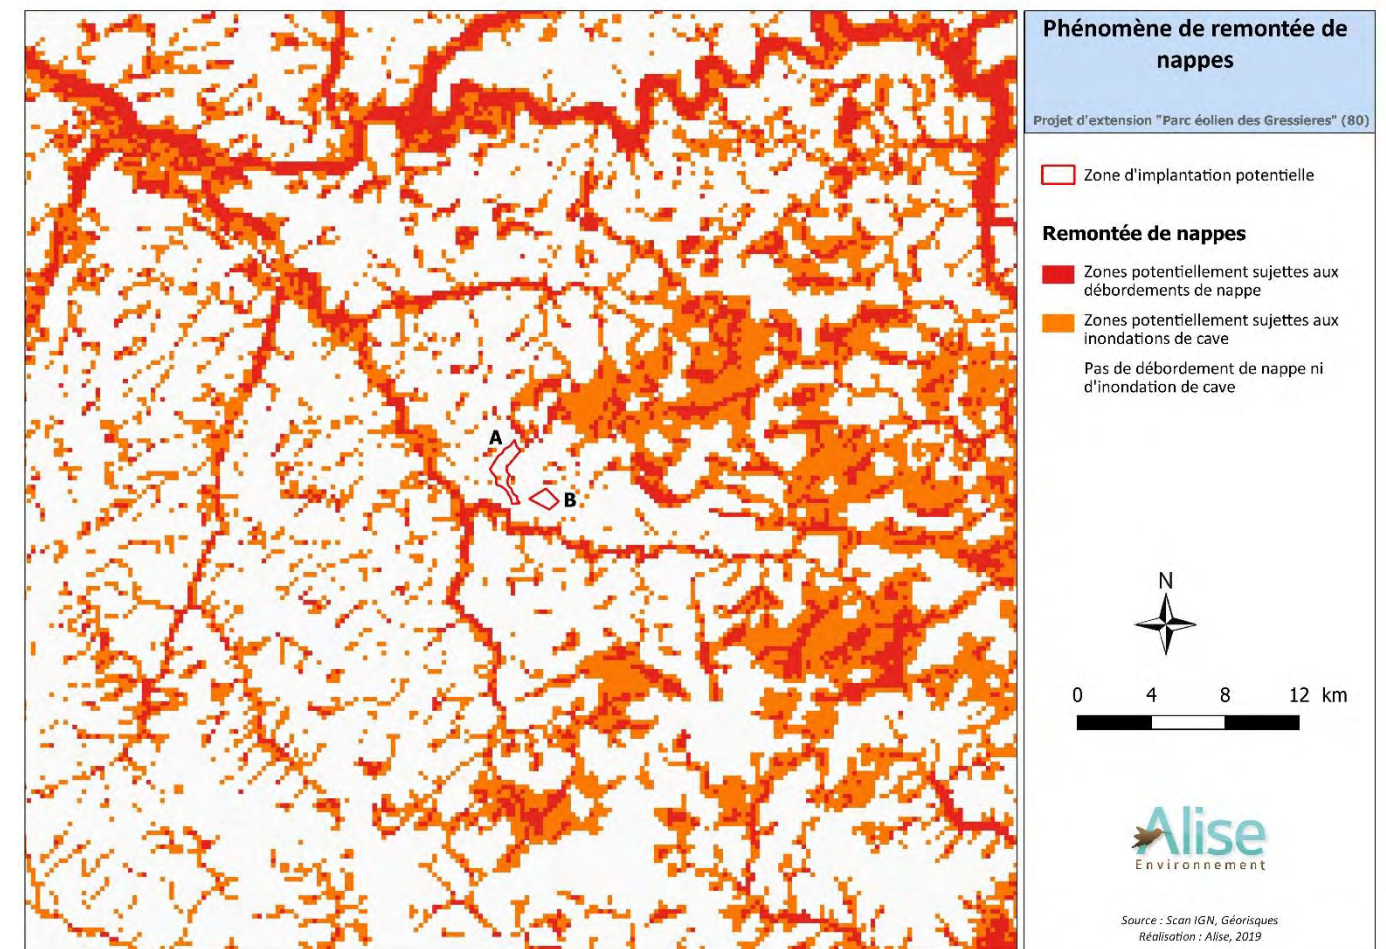 Phénomène de remontée de
nappes
Projet d'extension "Parc éolien des Gressieres" (80)
Zone d'implantation potentielle
Remontée de nappes
Zones potentiellement sujettes aux
débordements de nappe
Zones potentiellement sujettes aux
inondations de cave
Pas de débordement de nappe ni
d'inondation de cave
A
B
N
0 4 8 12 km
Alise
Environnement
Source : Scan IGN, Géorisques
Réalisation : Alise, 2019